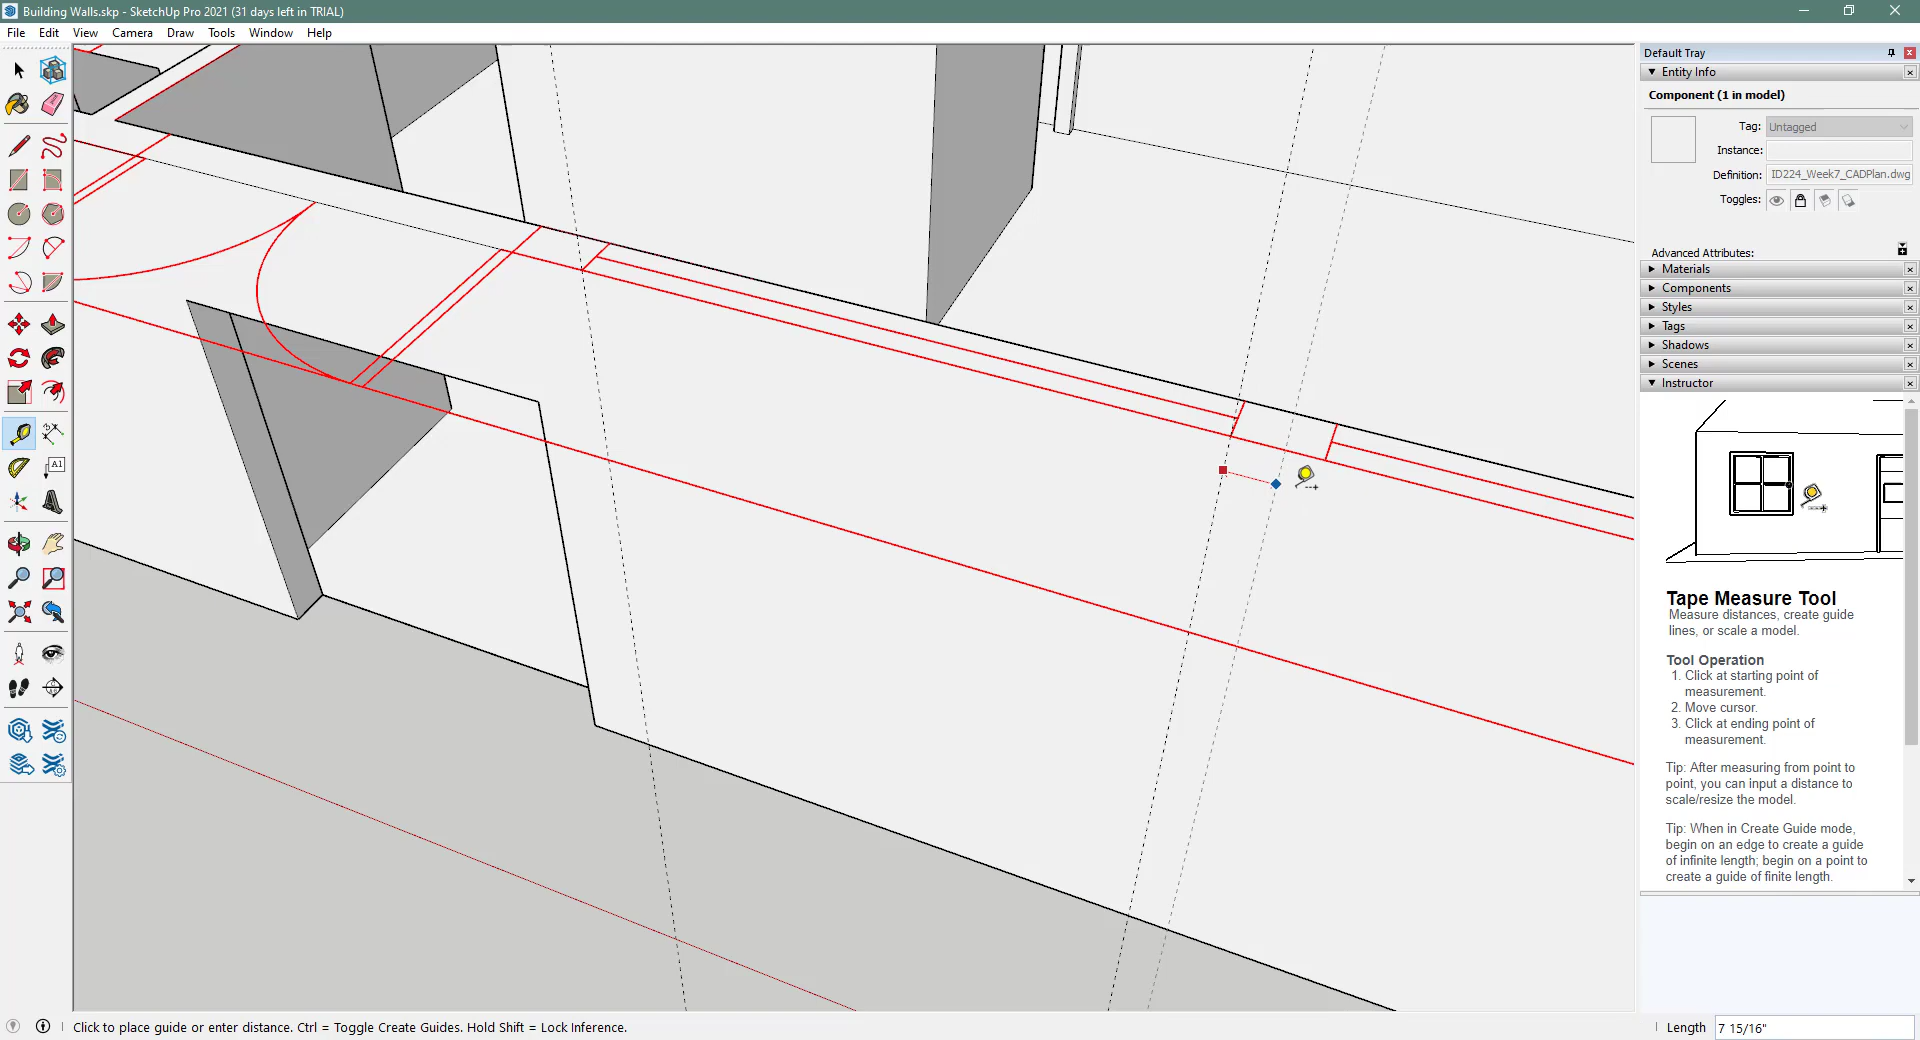 Building Walls.skp - SketchUp Pro 2021 (31 days left in TRIAL)
File Edit View Camera Draw Tools Window Help
Default Tray
Entity Info
Component (1 in model)
Tag: Untagged
Instance:
Definition: ID224_Week7_CADPlan.dwg
Toggles:
Advanced Attributes:
Materials
Components
Styles
Tags
Shadows
Scenes
Instructor
A1
Tape Measure Tool
Measure distances, create guide
lines, or scale a model.
Tool Operation
1. Click at starting point of
measurement.
2. Move cursor.
3. Click at ending point of
measurement.
Tip: After measuring from point to
point, you can input a distance to
scale/resize the model.
Tip: When in Create Guide mode,
begin on an edge to create a guide
of infinite length; begin on a point to
create a guide of finite length.
Click to place guide or enter distance. Ctrl = Toggle Create Guides. Hold Shift = Lock Inference.
Length 7 15/16"